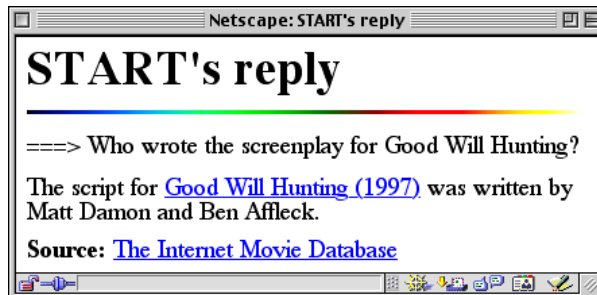 Netscape: START's reply
START's reply
===> Who wrote the screenplay for Good Will Hunting?
The script for Good Will Hunting (1997) was written by
Matt Damon and Ben Affleck.
Source: The Internet Movie Database